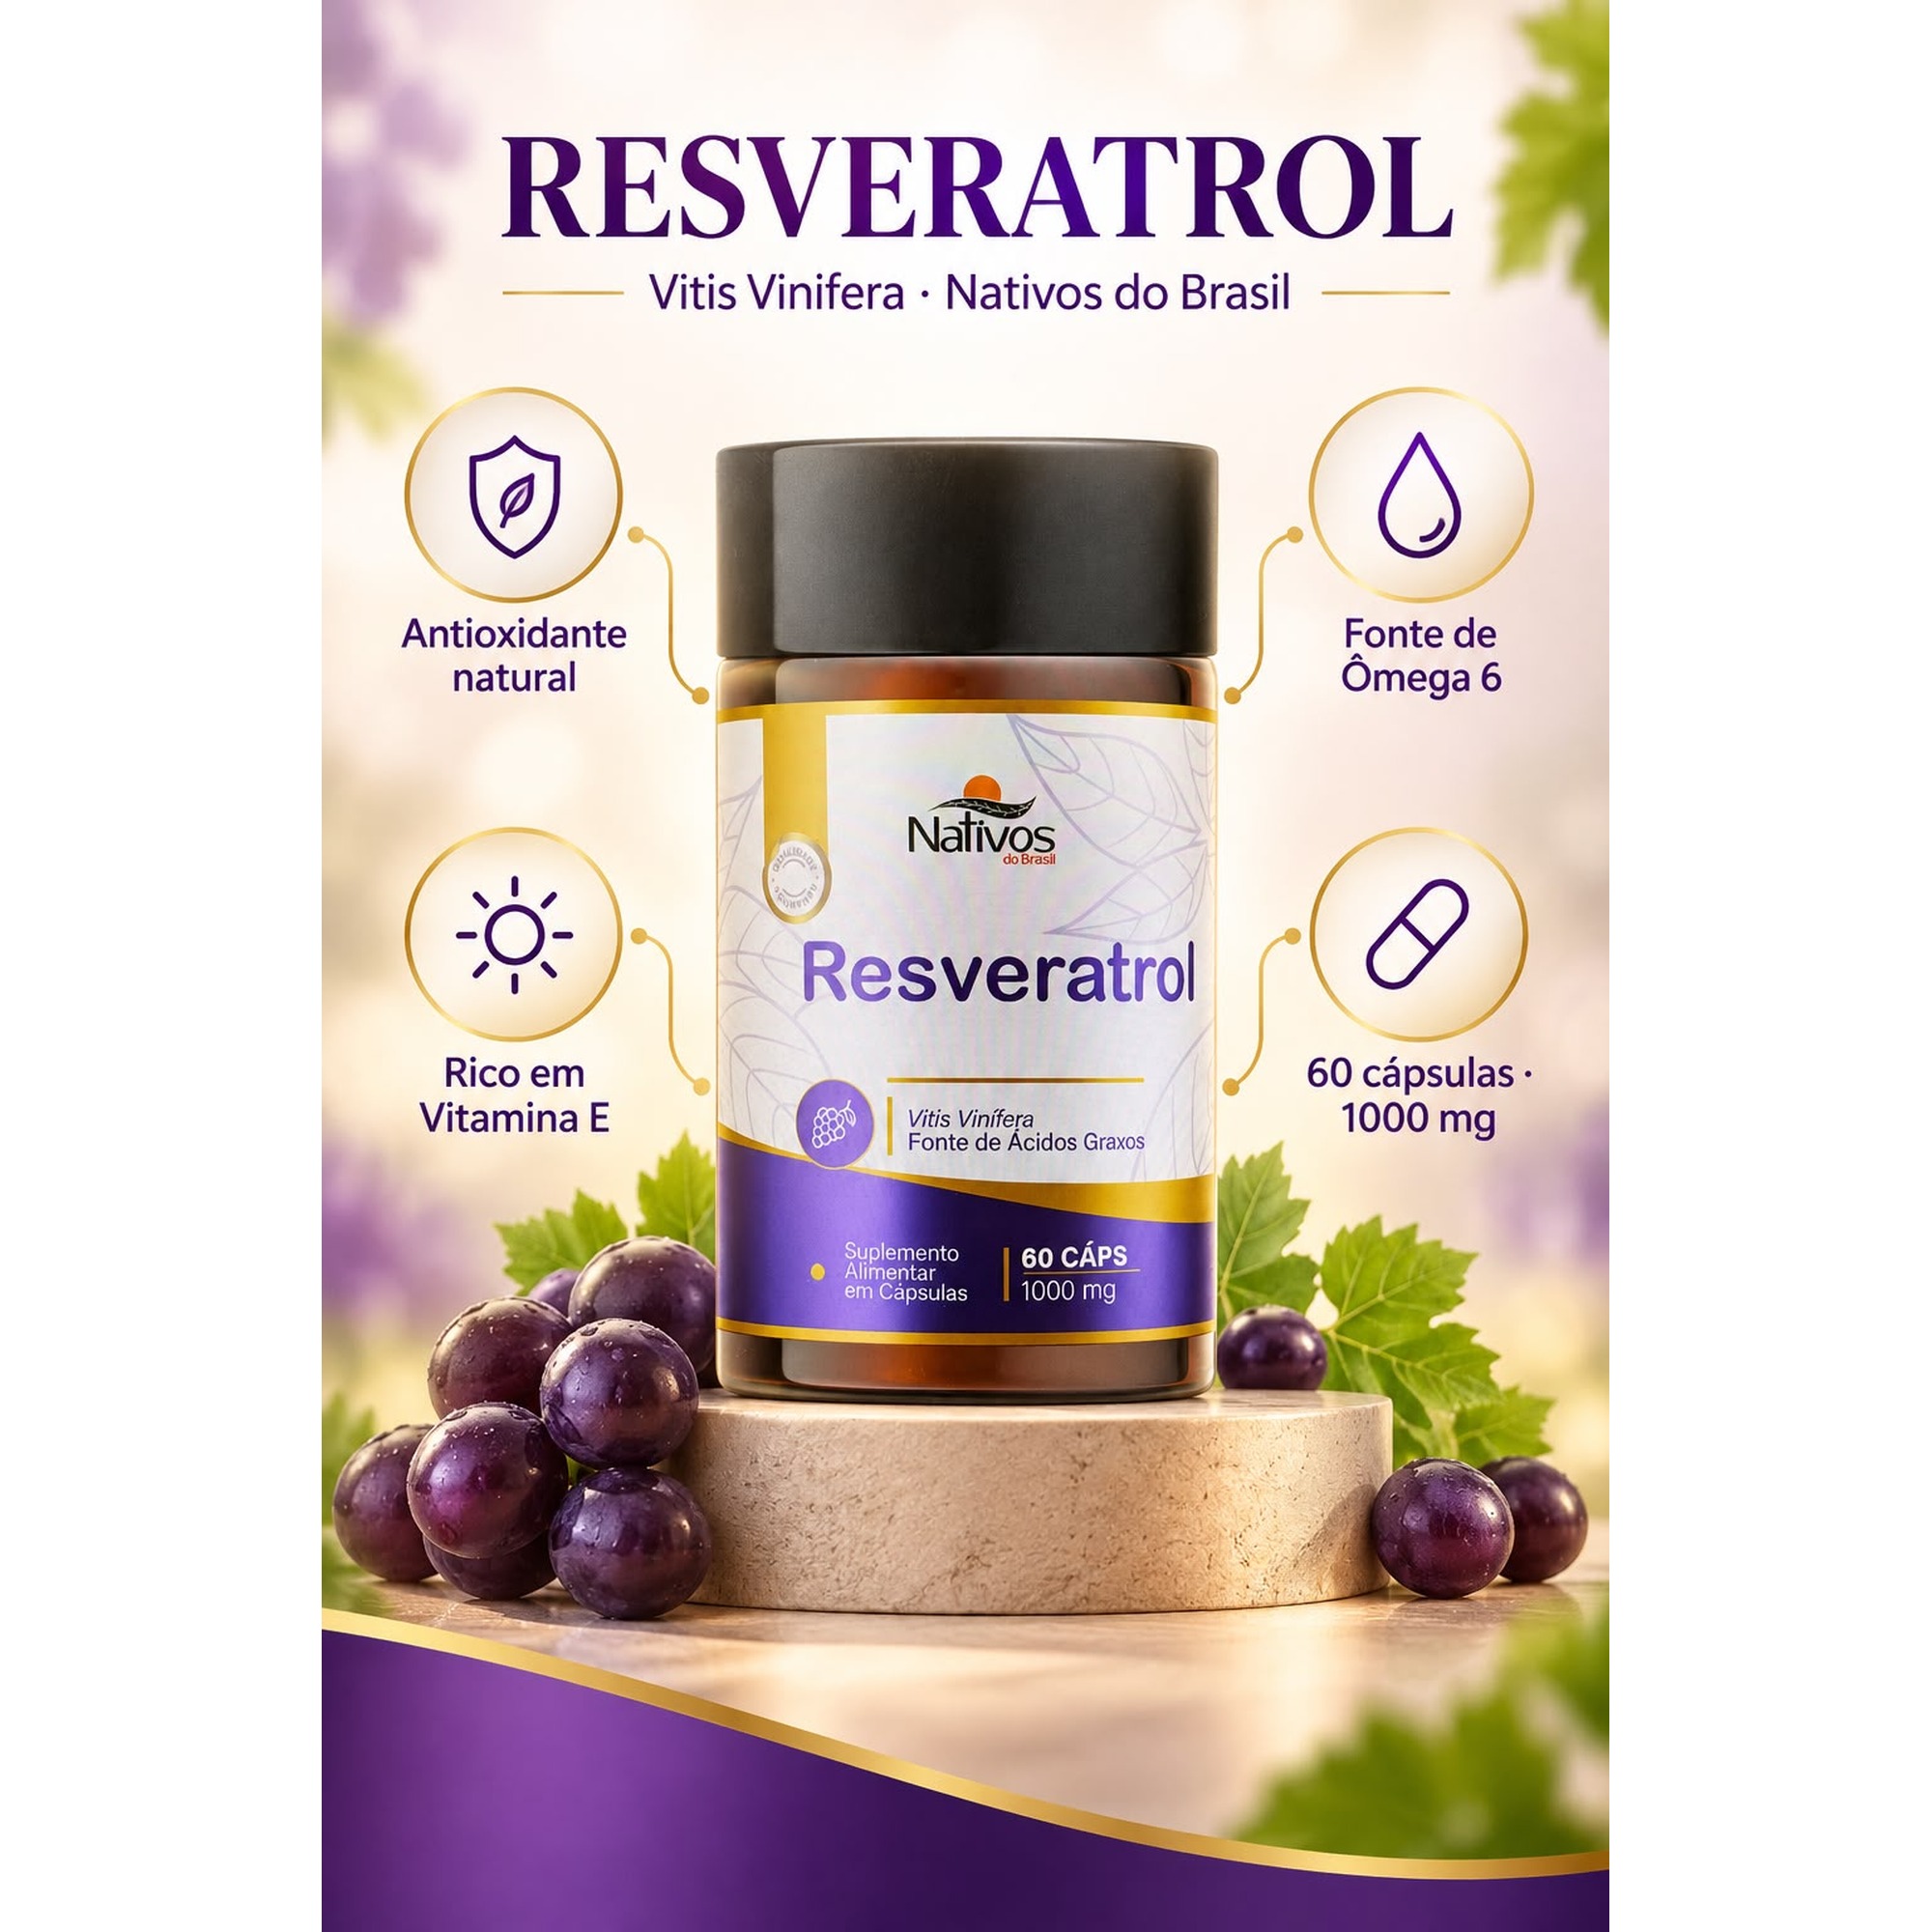 RESVERATROL
Vitis Vinifera · Nativos do Brasil
Antioxidante
natural
Fonte de
Ômega 6
Rico em
Vitamina E
60 cápsulas ·
1000 mg
Nativos
do Brasil
Resveratrol
Vitis Vinífera
Fonte de Ácidos Graxos
Suplemento
Alimentar
em Cápsulas
60 CÁPS
1000 mg